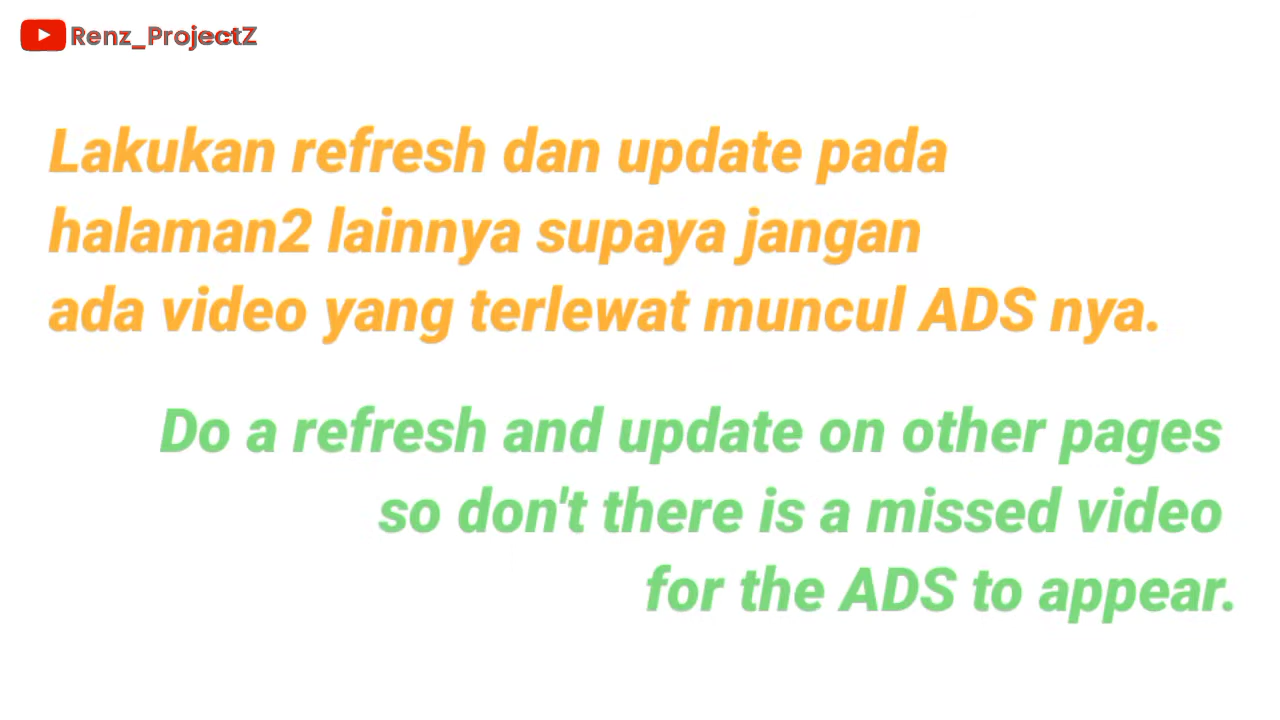 Renz_ProjectZ
Lakukan refresh dan update pada
halaman2 lainnya supaya jangan
ada video yang terlewat muncul ADS nya.
Do a refresh and update on other pages
so don't there is a missed video
for the ADS to appear.